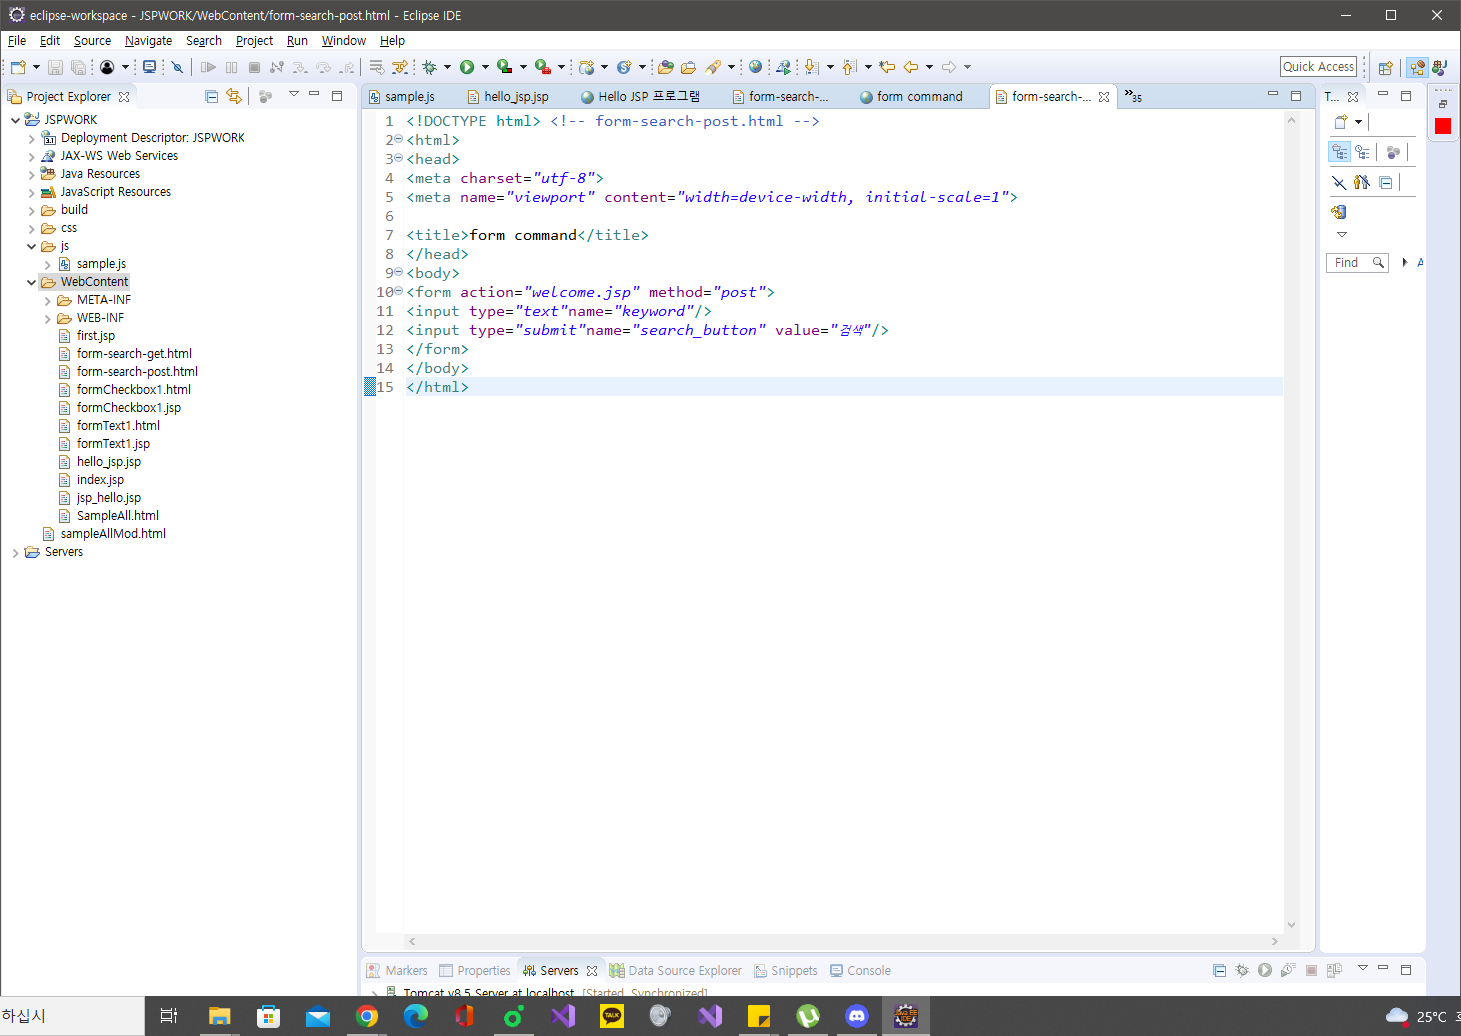 eclipse-workspace - JSPWORK/WebContent/form-search-post.html - Eclipse IDE
File Edit Source Navigate Search Project Run Window Help
Quick Access
Project Explorer
JSPWORK
Deployment Descriptor: JSPWORK
3.1
JAX-WS Web Services
Java Resources
JavaScript Resources
build
css
js
sample.js
WebContent
META-INF
WEB-INF
first.jsp
form-search-get.html
form-search-post.html
formCheckbox1.html
formCheckbox1.jsp
formText1.html
formText1.jsp
hello_jsp.jsp
index.jsp
jsp_hello.jsp
SampleAll.html
sampleAllMod.html
Servers
sample.js hello_jsp.jsp Hello JSP 프로그램 form-search-... form command form-search-... »35
1 <!DOCTYPE html> <!-- form-search-post.html -->
2 <html>
3 <head>
4 <meta charset="utf-8">
5 <meta name="viewport" content="width=device-width, initial-scale=1">
6
7 <title>form command</title>
8 </head>
9 <body>
10 <form action="welcome.jsp" method="post">
11 <input type="text"name="keyword"/>
12 <input type="submit"name="search_button" value="검색"/>
13 </form>
14 </body>
15 </html>
T...
Find
A
Markers Properties Servers Data Source Explorer Snippets Console
Tomcat v8.5 Server at localhost [Started, Synchronized]
하십시
TALK
JAVA EE
IDE
25°C